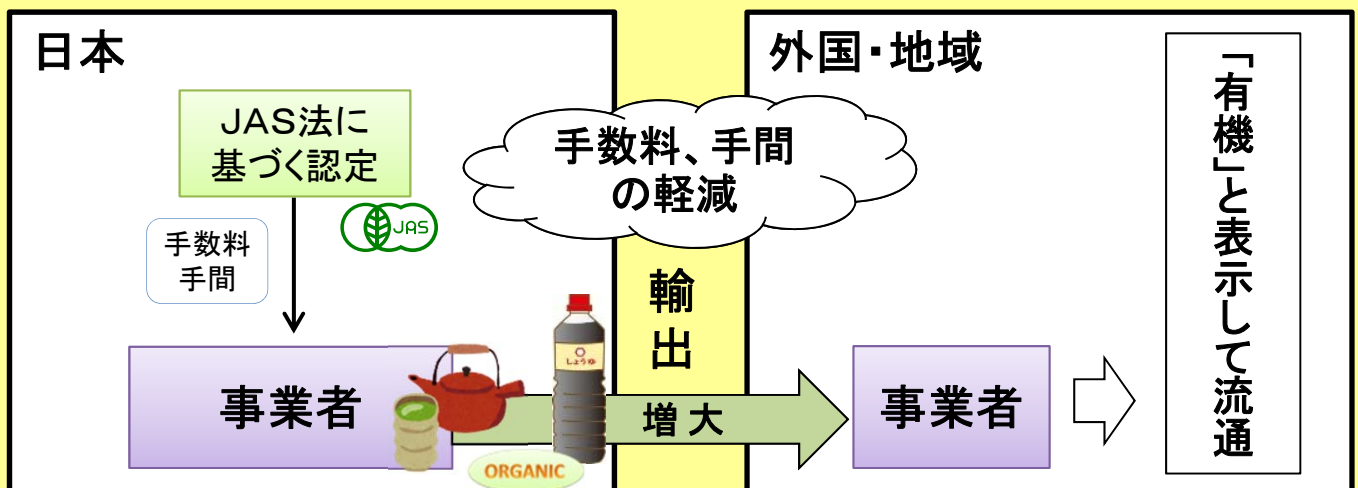 日本
JAS法に
基づく認定
JAS
手数料
手間
事業者
しょうゆ
ORGANIC
手数料、手間
の軽減
輸出
増大
外国・地域
事業者
「有機」と表示して流通